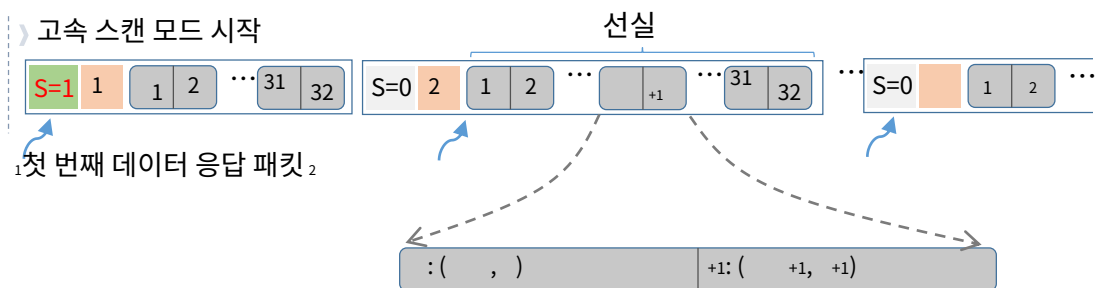 고속 스캔 모드 시작
선실
S=1 1 1 2 ... 31 32 S=0 2 1 2 ... +1 ... 31 32 ... S=0 1 2 ...
1첫 번째 데이터 응답 패킷 2
: ( , ) +1: ( +1, +1)